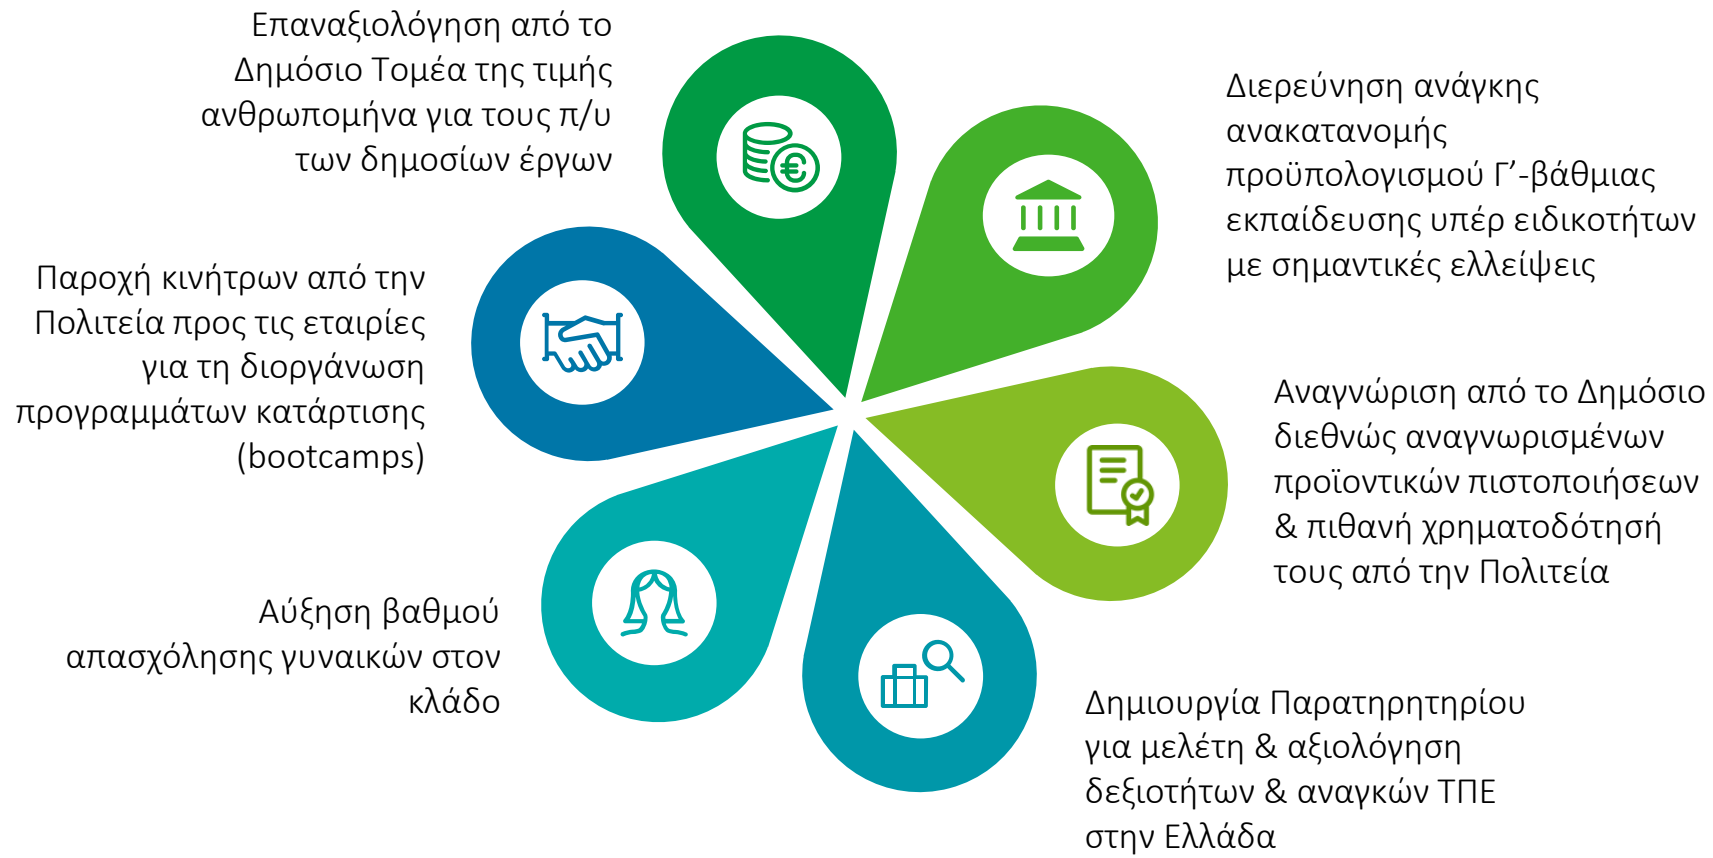 Επαναξιολόγηση από το
Δημόσιο Τομέα της τιμής
ανθρωπομήνα για τους π/υ
των δημοσίων έργων
Διερεύνηση ανάγκης
ανακατανομής
προϋπολογισμού Γ’-βάθμιας
εκπαίδευσης υπέρ ειδικοτήτων
με σημαντικές ελλείψεις
Παροχή κινήτρων από την
Πολιτεία προς τις εταιρίες
για τη διοργάνωση
προγραμμάτων κατάρτισης
(bootcamps)
Αναγνώριση από το Δημόσιο
διεθνώς αναγνωρισμένων
προϊοντικών πιστοποιήσεων
& πιθανή χρηματοδότησή
τους από την Πολιτεία
Αύξηση βαθμού
απασχόλησης γυναικών στον
κλάδο
Δημιουργία Παρατηρητηρίου
για μελέτη & αξιολόγηση
δεξιοτήτων & αναγκών ΤΠΕ
στην Ελλάδα